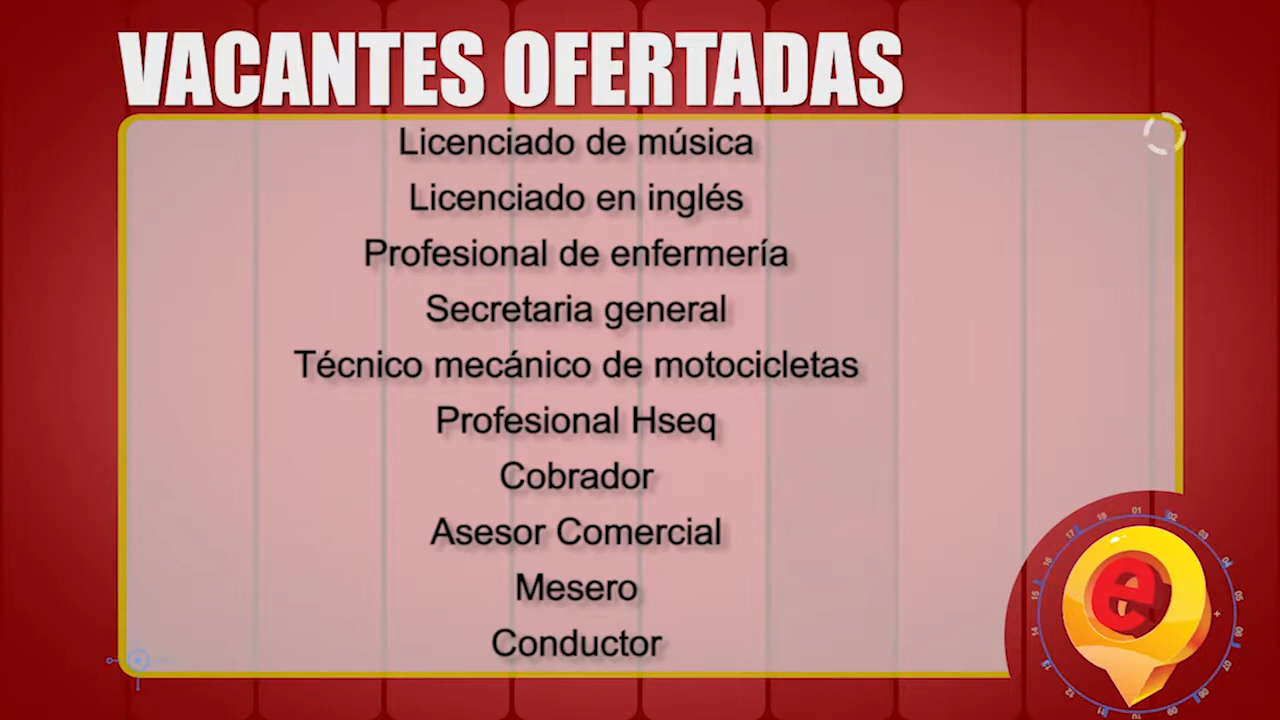 VACANTES OFERTADAS
Licenciado de música
Licenciado en inglés
Profesional de enfermería
Secretaria general
Técnico mecánico de motocicletas
Profesional Hseq
Cobrador
Asesor Comercial
Mesero
Conductor
e